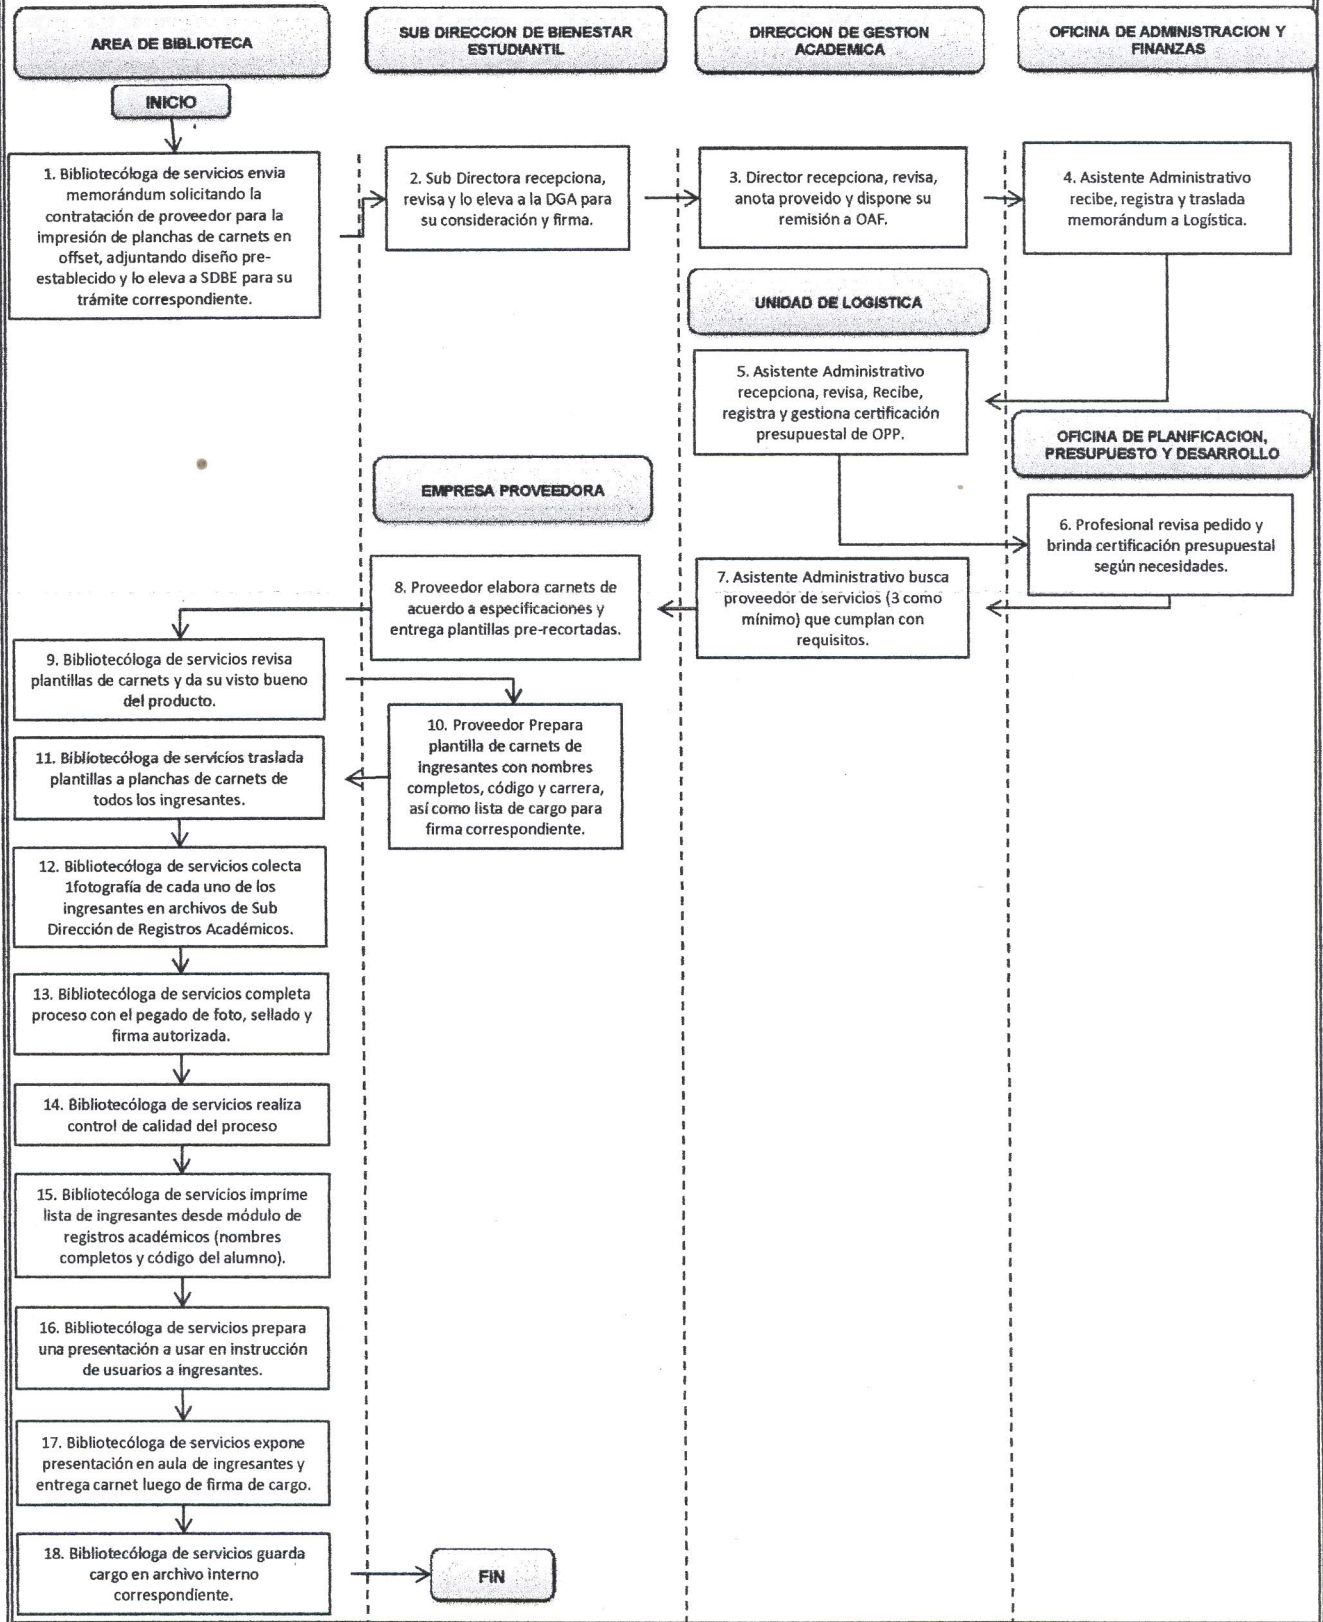 AREA DE BIBLIOTECA
SUB DIRECCION DE BIENESTAR
ESTUDIANTIL
DIRECCION DE GESTION
ACADEMICA
OFICINA DE ADMINISTRACION Y
FINANZAS
INICIO
1. Bibliotecóloga de servicios envia
memorándum solicitando la
contratación de proveedor para la
impresión de planchas de carnets en
offset, adjuntando diseño pre-
establecido y lo eleva a SDBE para su
trámite correspondiente.
2. Sub Directora recepciona,
revisa y lo eleva a la DGA para
su consideración y firma.
3. Director recepciona, revisa,
anota proveido y dispone su
remisión a OAF.
4. Asistente Administrativo
recibe, registra y traslada
memorándum a Logística.
UNIDAD DE LOGISTICA
5. Asistente Administrativo
recepciona, revisa, Recibe,
registra y gestiona certificación
presupuestal de OPP.
OFICINA DE PLANIFICACION,
PRESUPUESTO Y DESARROLLO
EMPRESA PROVEEDORA
6. Profesional revisa pedido y
brinda certificación presupuestal
según necesidades.
7. Asistente Administrativo busca
proveedor de servicios (3 como
mínimo) que cumplan con
requisitos.
8. Proveedor elabora carnets de
acuerdo a especificaciones y
entrega plantillas pre-recortadas.
9. Bibliotecóloga de servicios revisa
plantillas de carnets y da su visto bueno
del producto.
10. Proveedor Prepara
plantilla de carnets de
ingresantes con nombres
completos, código y carrera,
así como lista de cargo para
firma correspondiente.
11. Bibliotecóloga de servicios traslada
plantillas a planchas de carnets de
todos los ingresantes.
12. Bibliotecóloga de servicios colecta
1fotografía de cada uno de los
ingresantes en archivos de Sub
Dirección de Registros Académicos.
13. Bibliotecóloga de servicios completa
proceso con el pegado de foto, sellado y
firma autorizada.
14. Bibliotecóloga de servicios realiza
control de calidad del proceso
15. Bibliotecóloga de servicios imprime
lista de ingresantes desde módulo de
registros académicos (nombres
completos y código del alumno).
16. Bibliotecóloga de servicios prepara
una presentación a usar en instrucción
de usuarios a ingresantes.
17. Bibliotecóloga de servicios expone
presentación en aula de ingresantes y
entrega carnet luego de firma de cargo.
18. Bibliotecóloga de servicios guarda
cargo en archivo interno
correspondiente.
FIN